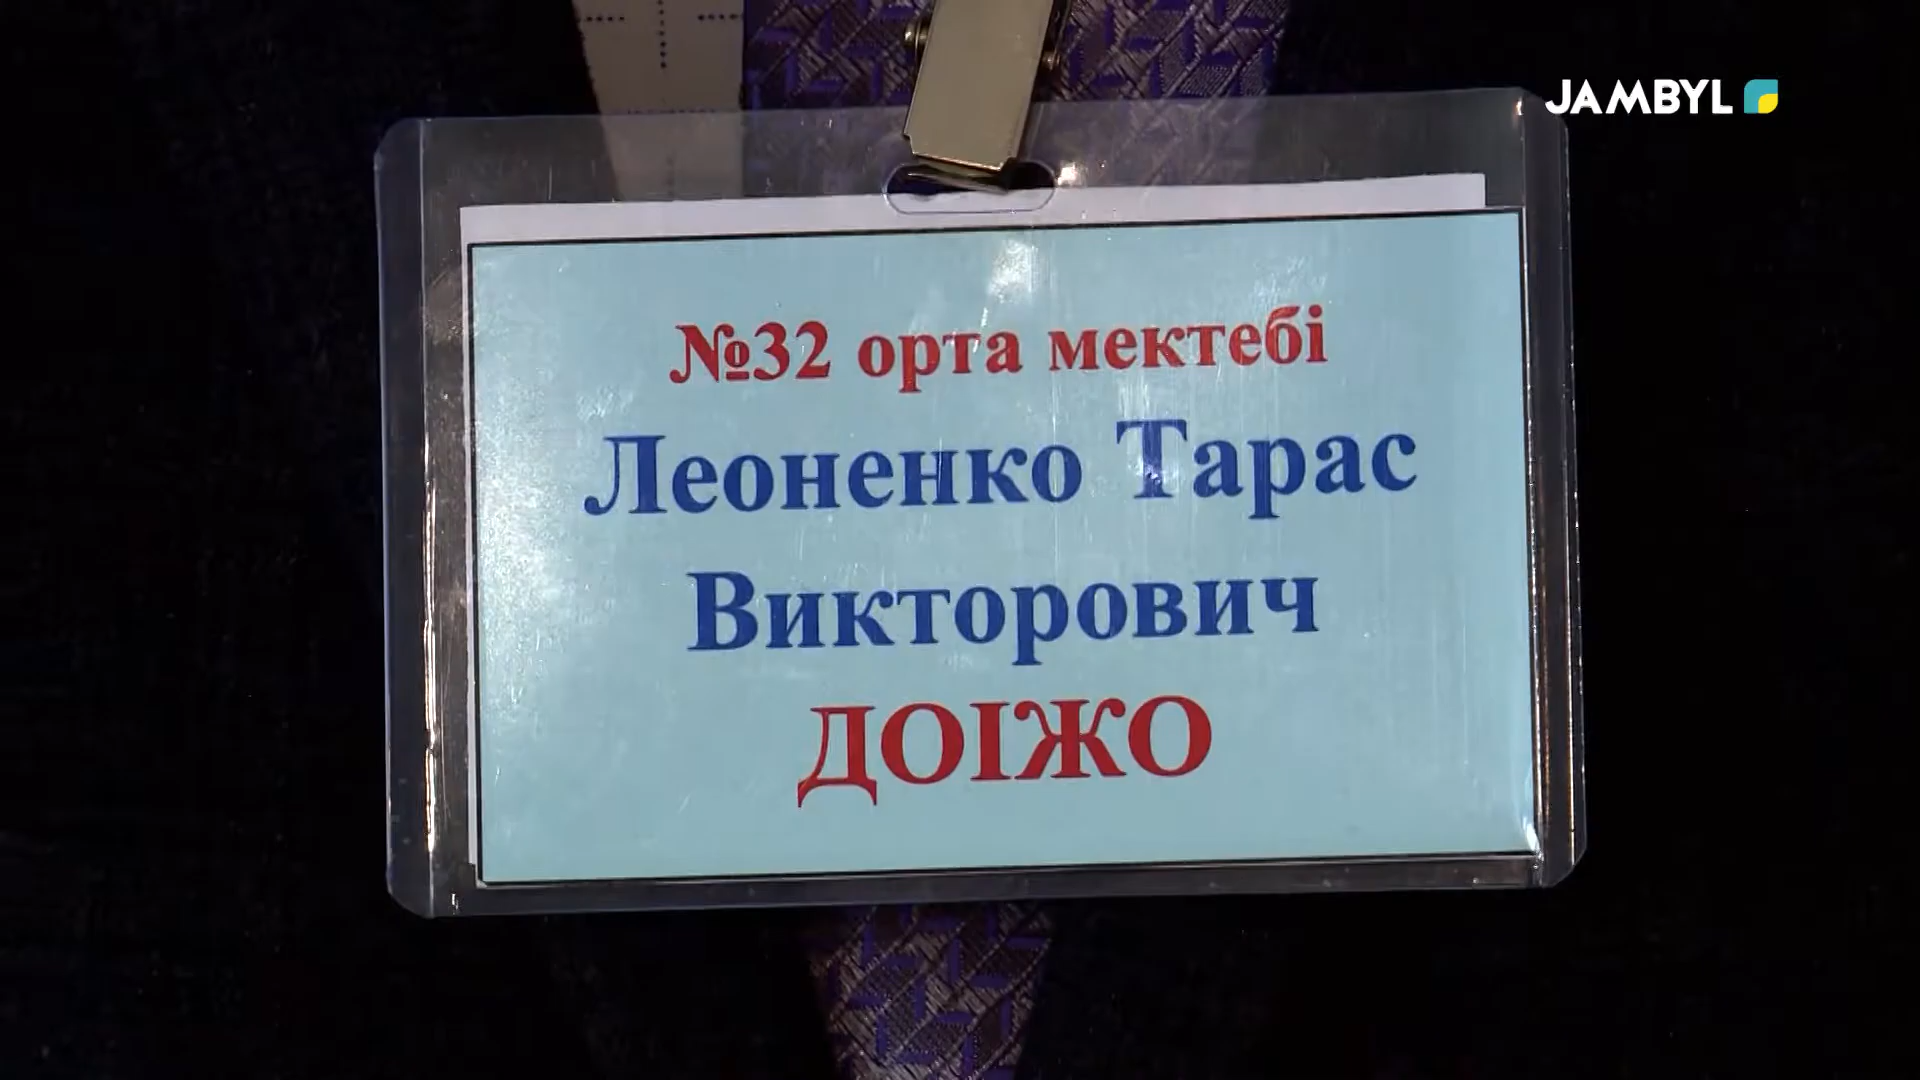 JAMBYL
№32 орта мектебі
Леоненко Тарас
Викторович
ДОІЖО